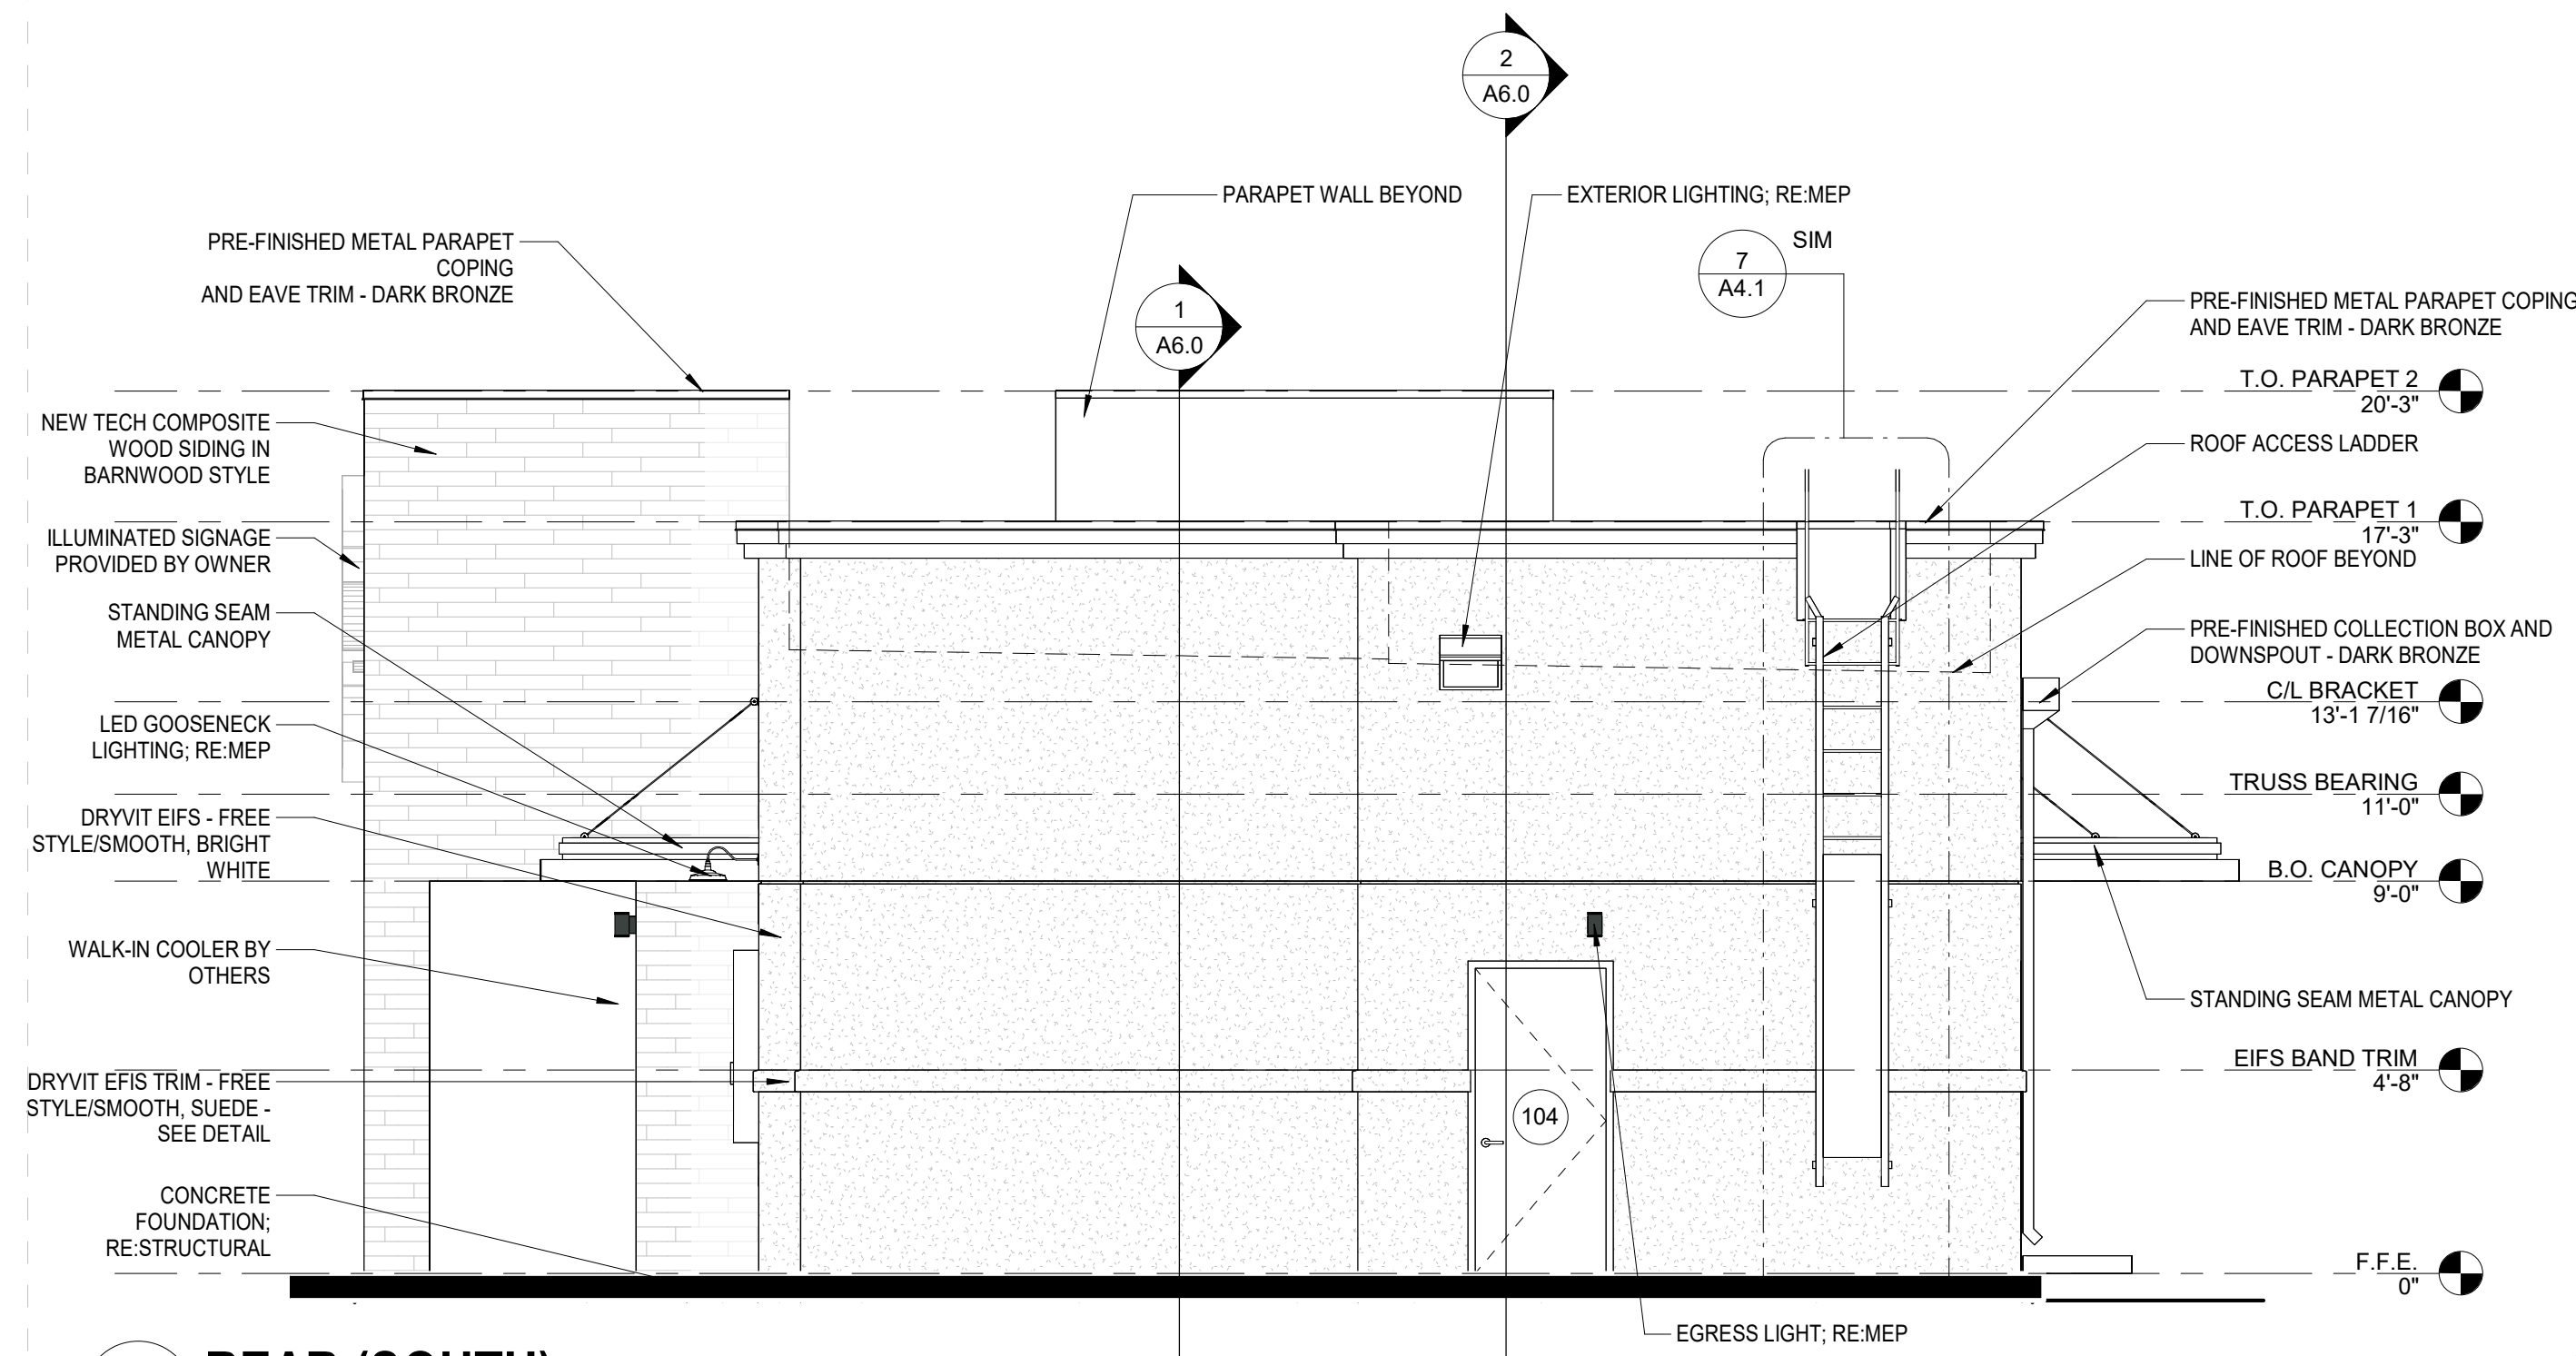 2
A6.0
PARAPET WALL BEYOND
EXTERIOR LIGHTING; RE:MEP
PRE-FINISHED METAL PARAPET
COPING
AND EAVE TRIM - DARK BRONZE
7
A4.1
SIM
1
A6.0
PRE-FINISHED METAL PARAPET COPING
AND EAVE TRIM - DARK BRONZE
T.O. PARAPET 2
20'-3"
NEW TECH COMPOSITE
WOOD SIDING IN
BARNWOOD STYLE
ROOF ACCESS LADDER
T.O. PARAPET 1
17'-3"
ILLUMINATED SIGNAGE
PROVIDED BY OWNER
LINE OF ROOF BEYOND
STANDING SEAM
METAL CANOPY
PRE-FINISHED COLLECTION BOX AND
DOWNSPOUT - DARK BRONZE
C/L BRACKET
13'-1 7/16"
LED GOOSENECK
LIGHTING; RE:MEP
TRUSS BEARING
11'-0"
DRYVIT EIFS - FREE
STYLE/SMOOTH, BRIGHT
WHITE
B.O. CANOPY
9'-0"
WALK-IN COOLER BY
OTHERS
STANDING SEAM METAL CANOPY
EIFS BAND TRIM
4'-8"
DRYVIT EFIS TRIM - FREE
STYLE/SMOOTH, SUEDE -
SEE DETAIL
104
CONCRETE
FOUNDATION;
RE:STRUCTURAL
F.F.E.
0"
EGRESS LIGHT; RE:MEP
REAR (SOUTH)